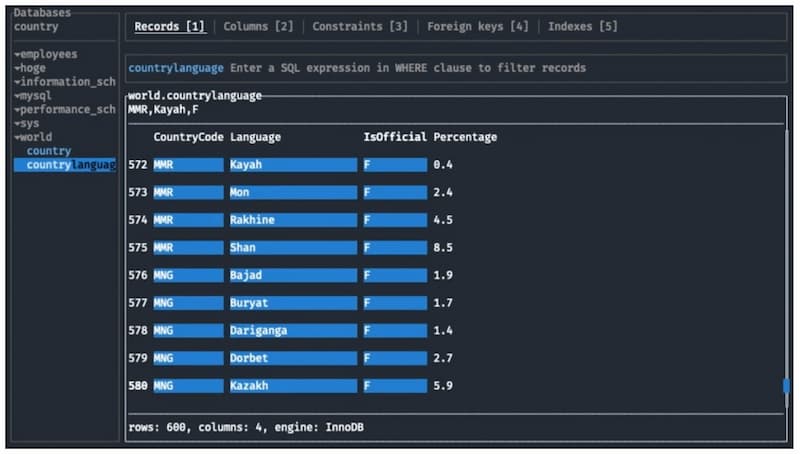 Databases
country
employees
hoge
information_sch
mysql
performance_sch
sys
world
country
countrylanguag
Records [1] | Columns [2] | Constraints [3] | Foreign keys [4] | Indexes [5]
countrylanguage Enter a SQL expression in WHERE clause to filter records
world.countrylanguage
MMR,Kayah,F
CountryCode Language IsOfficial Percentage
572 MMR Kayah F 0.4
573 MMR Mon F 2.4
574 MMR Rakhine F 4.5
575 MMR Shan F 8.5
576 MNG Bajad F 1.9
577 MNG Buryat F 1.7
578 MNG Dariganga F 1.4
579 MNG Dorbet F 2.7
580 MNG Kazakh F 5.9
rows: 600, columns: 4, engine: InnoDB